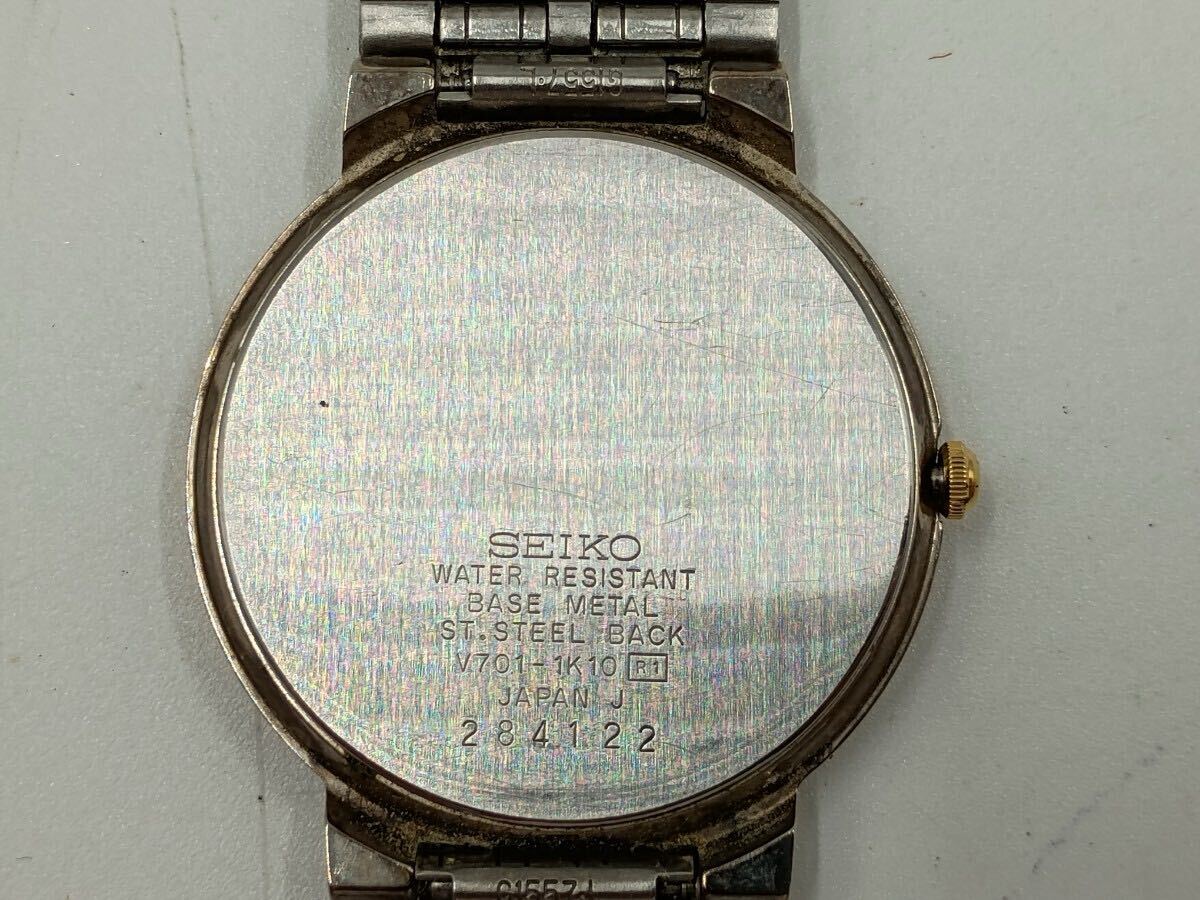 SEIKO
WATER RESISTANT
BASE METAL
ST.STEEL BACK
V701-1K10 R1
JAPAN J
284122